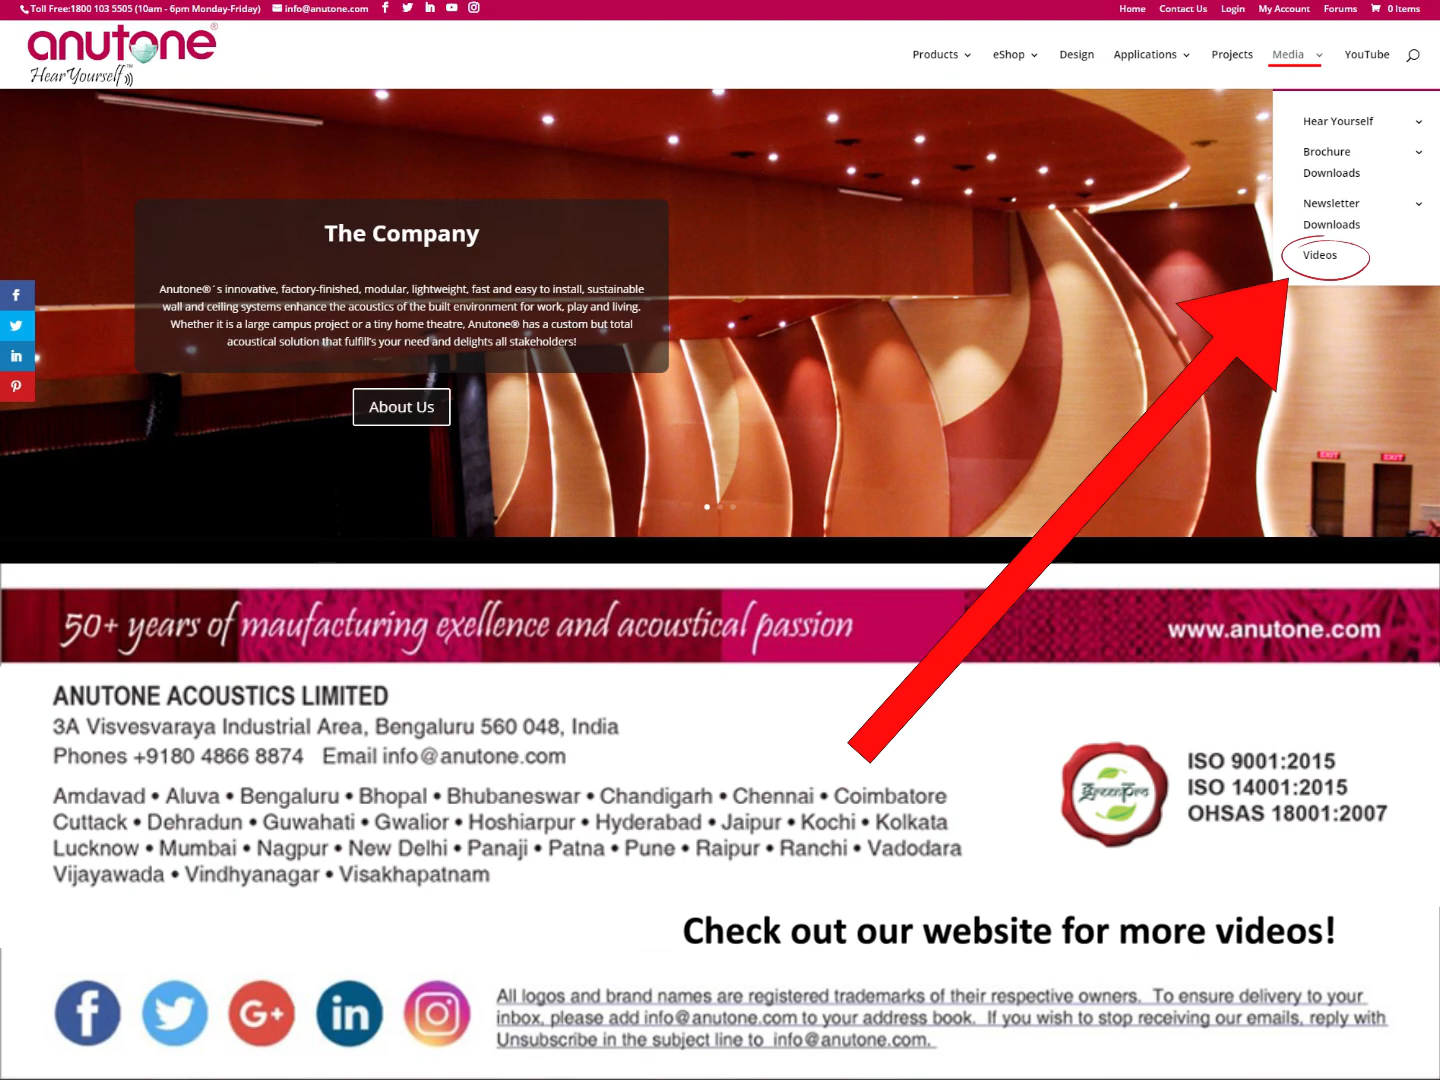 Toll Free:1800 103 5505 (10am - 6pm Monday-Friday) info@anutone.com
Home Contact Us Login My Account Forums 0 Items
anutone®
Hear Yourself™
Products eShop Design Applications Projects Media YouTube
Hear Yourself
Brochure
Downloads
Newsletter
Downloads
Videos
The Company
Anutone®´s innovative, factory-finished, modular, lightweight, fast and easy to install, sustainable
wall and ceiling systems enhance the acoustics of the built environment for work, play and living.
Whether it is a large campus project or a tiny home theatre, Anutone® has a custom but total
acoustical solution that fulfill's your need and delights all stakeholders!
About Us
EXIT EXIT
50+ years of maufacturing exellence and acoustical passion
www.anutone.com
ANUTONE ACOUSTICS LIMITED
3A Visvesvaraya Industrial Area, Bengaluru 560 048, India
Phones +9180 4866 8874 Email info@anutone.com
Amdavad • Aluva • Bengaluru • Bhopal • Bhubaneswar • Chandigarh • Chennai • Coimbatore
Cuttack • Dehradun • Guwahati • Gwalior • Hoshiarpur • Hyderabad • Jaipur • Kochi • Kolkata
Lucknow • Mumbai • Nagpur • New Delhi • Panaji • Patna • Pune • Raipur • Ranchi • Vadodara
Vijayawada • Vindhyanagar • Visakhapatnam
greenpro
ISO 9001:2015
ISO 14001:2015
OHSAS 18001:2007
Check out our website for more videos!
All logos and brand names are registered trademarks of their respective owners. To ensure delivery to your
inbox, please add info@anutone.com to your address book. If you wish to stop receiving our emails, reply with
Unsubscribe in the subject line to info@anutone.com.